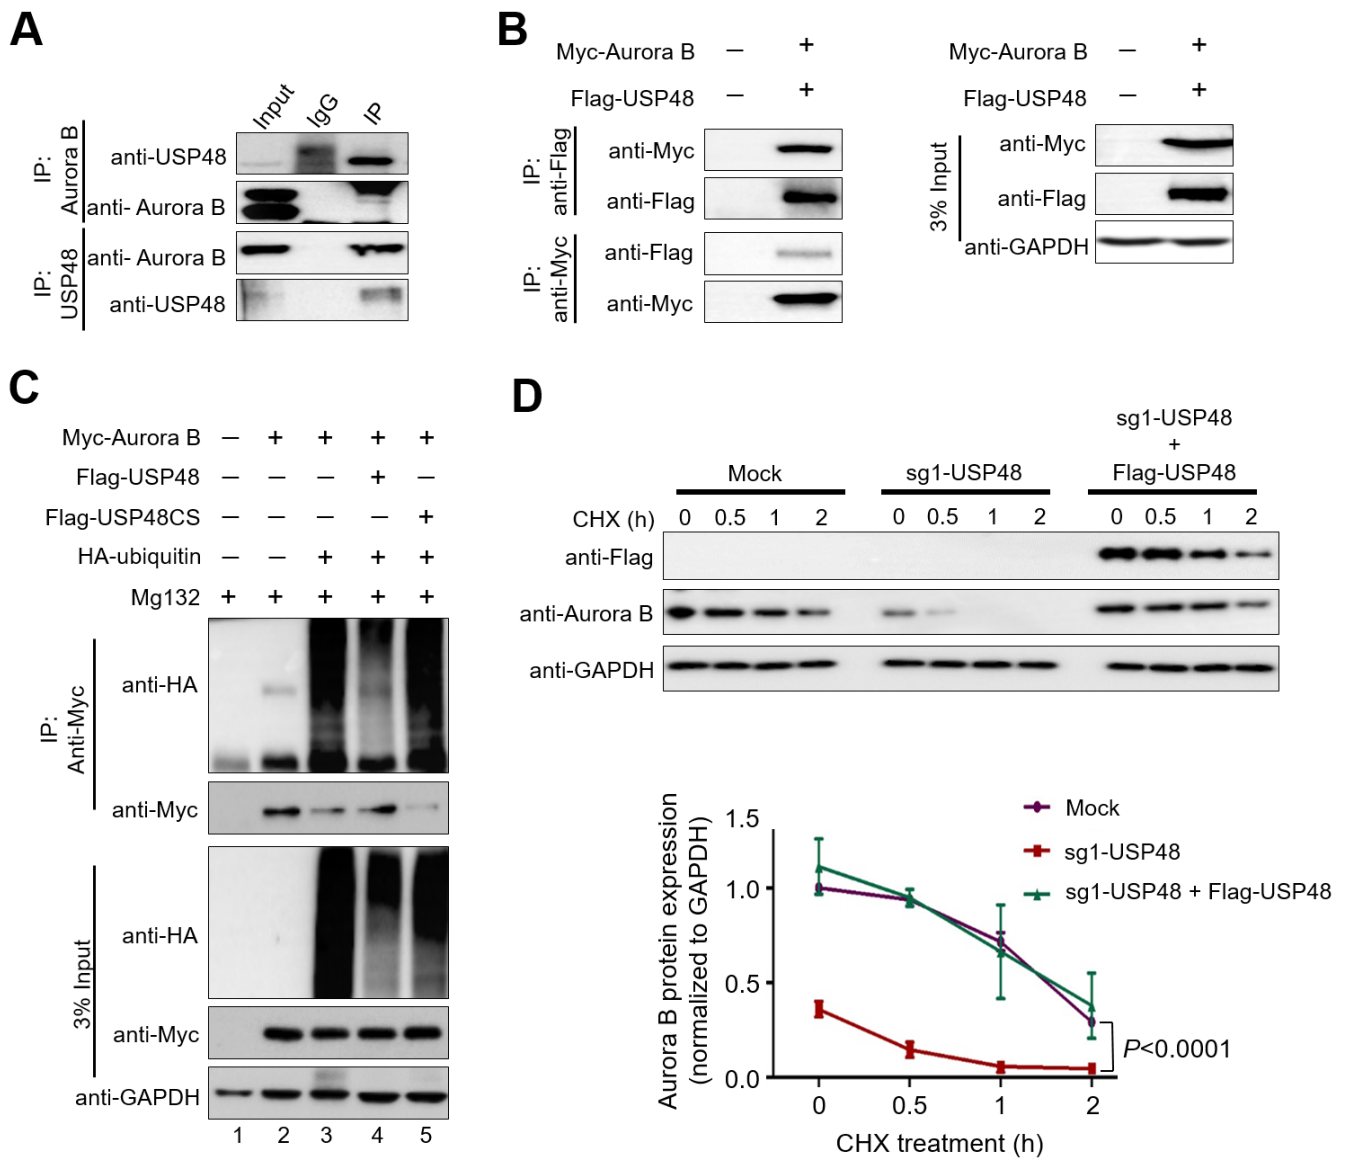 A
Input IgG IP
IP: Aurora B
anti-USP48
anti- Aurora B
IP: USP48
anti- Aurora B
anti-USP48
B
Myc-Aurora B – +
Flag-USP48 – +
IP: anti-Flag
anti-Myc
anti-Flag
IP: anti-Myc
anti-Flag
anti-Myc
Myc-Aurora B – +
Flag-USP48 – +
3% Input
anti-Myc
anti-Flag
anti-GAPDH
C
Myc-Aurora B – + + + +
Flag-USP48 – – – + –
Flag-USP48CS – – – – +
HA-ubiquitin – – + + +
Mg132 + + + + +
IP: Anti-Myc
anti-HA
anti-Myc
3% Input
anti-HA
anti-Myc
anti-GAPDH
1 2 3 4 5
D
Mock
sg1-USP48
sg1-USP48
+
Flag-USP48
CHX (h) 0 0.5 1 2 0 0.5 1 2 0 0.5 1 2
anti-Flag
anti-Aurora B
anti-GAPDH
Aurora B protein expression
(normalized to GAPDH)
1.5
1.0
0.5
0.0
Mock
sg1-USP48
sg1-USP48 + Flag-USP48
P<0.0001
0 0.5 1 2
CHX treatment (h)